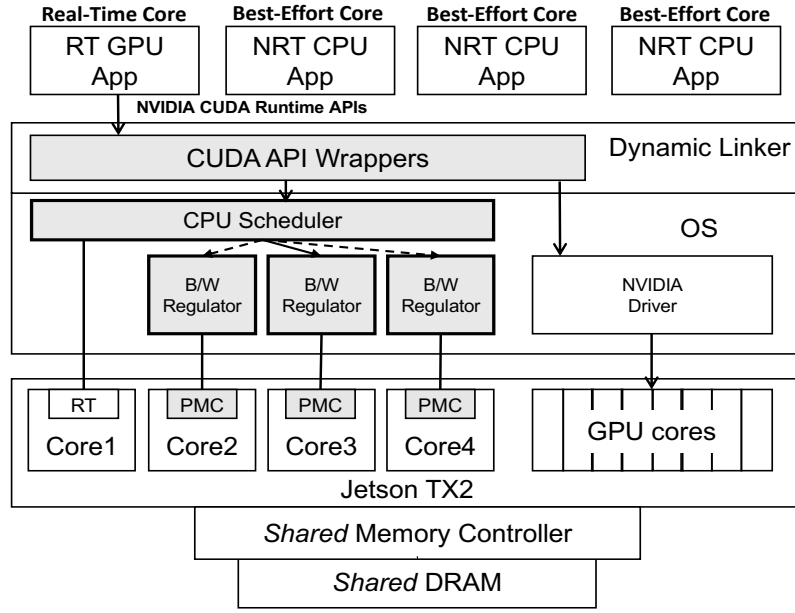 Real-Time Core
Best-Effort Core
Best-Effort Core
Best-Effort Core
RT GPU
App
NRT CPU
App
NRT CPU
App
NRT CPU
App
NVIDIA CUDA Runtime APIs
CUDA API Wrappers
Dynamic Linker
CPU Scheduler
OS
B/W
Regulator
B/W
Regulator
B/W
Regulator
NVIDIA
Driver
RT
Core1
PMC
Core2
PMC
Core3
PMC
Core4
GPU cores
Jetson TX2
Shared Memory Controller
Shared DRAM